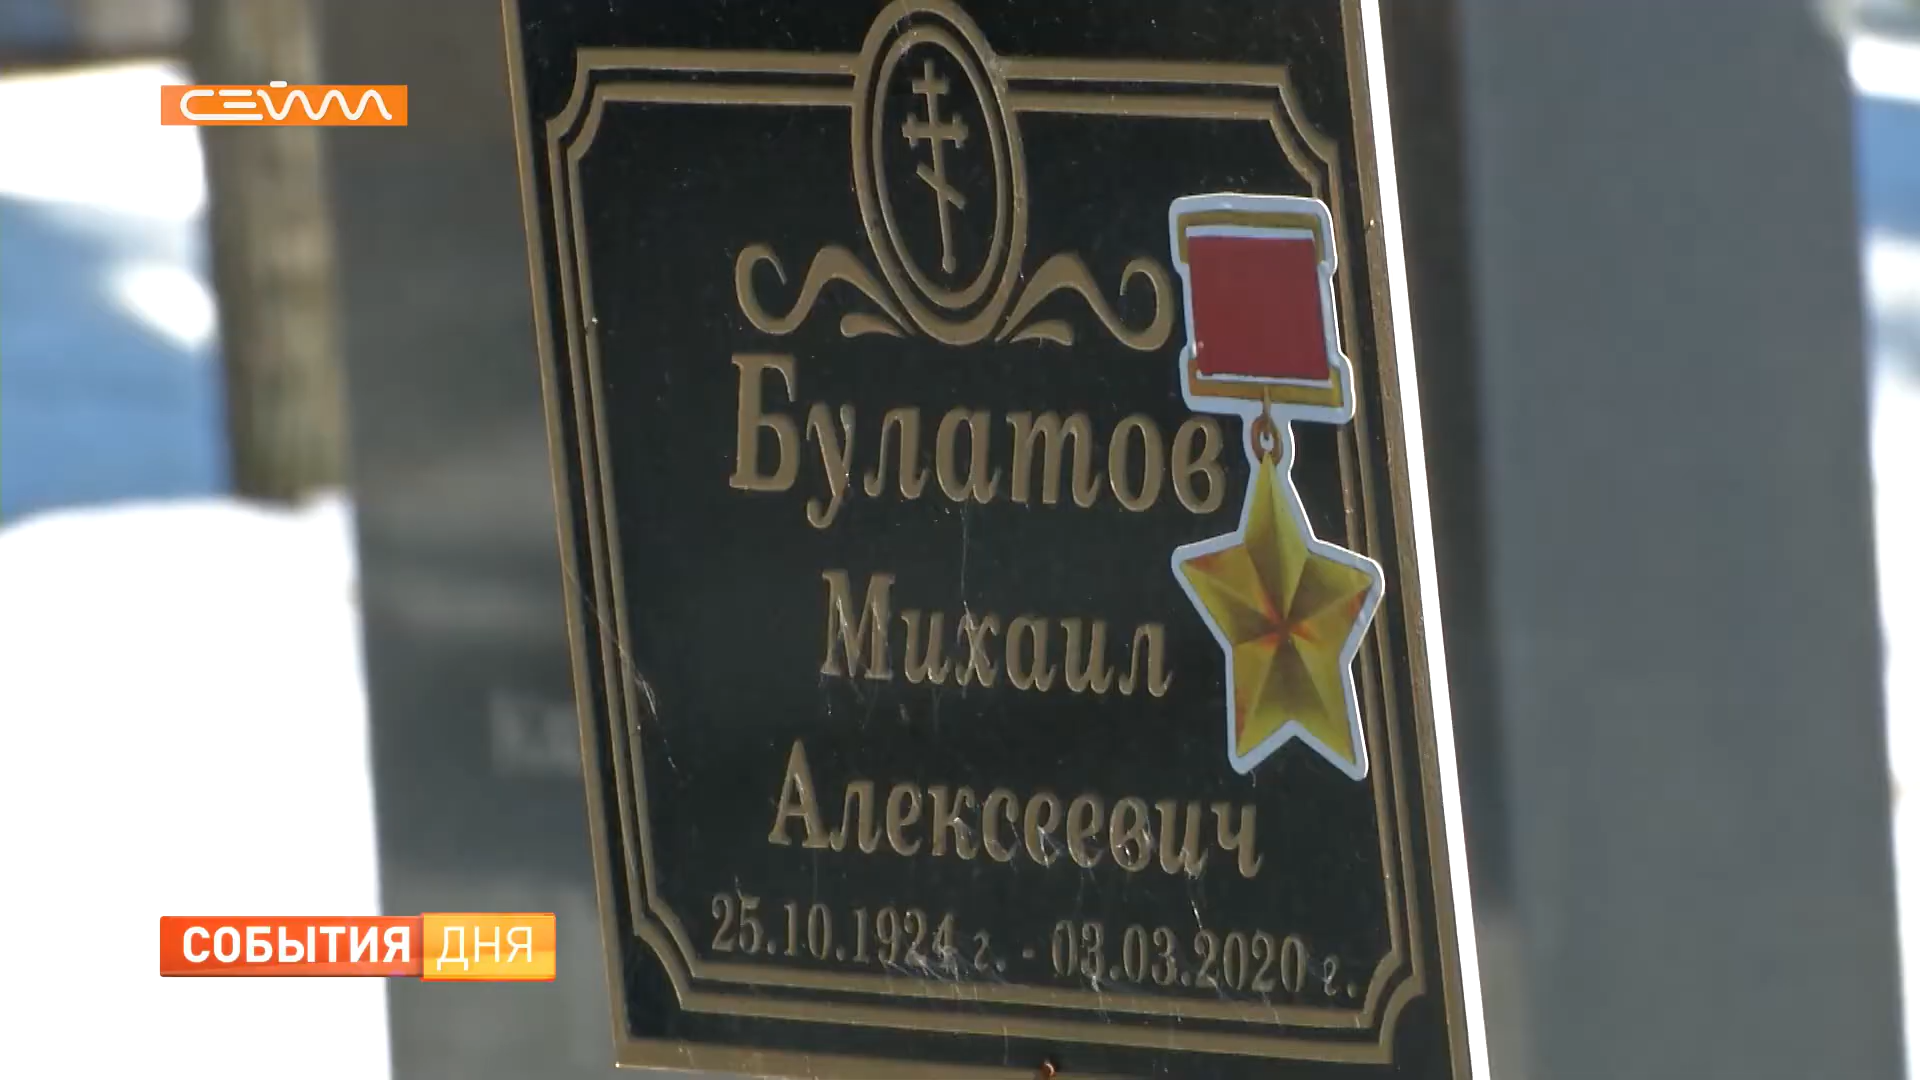 СЕЙМ
Булатов
Михаил
Алексеевич
25.10.1924 г. - 03.03.2020 г.
СОБЫТИЯ ДНЯ